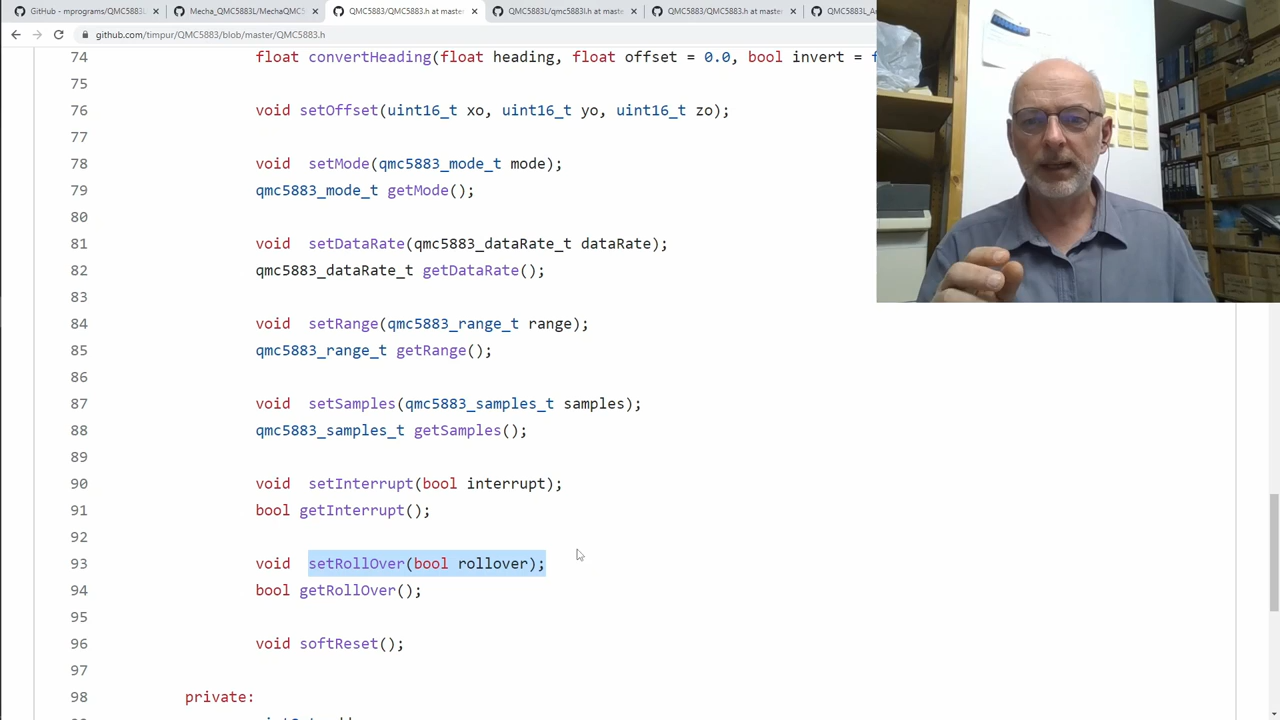 GitHub - mprograms/QMC5883L
Mecha_QMC5883L/MechaQMC5
QMC5883/QMC5883.h at master
QMC5883L/qmc5883l.h at master
QMC5883/QMC5883.h at master
github.com/timpur/QMC5883/blob/master/QMC5883.h
74 float convertHeading(float heading, float offset = 0.0, bool invert =
75
76 void setOffset(uint16_t xo, uint16_t yo, uint16_t zo);
77
78 void setMode(qmc5883_mode_t mode);
79 qmc5883_mode_t getMode();
80
81 void setDataRate(qmc5883_dataRate_t dataRate);
82 qmc5883_dataRate_t getDataRate();
83
84 void setRange(qmc5883_range_t range);
85 qmc5883_range_t getRange();
86
87 void setSamples(qmc5883_samples_t samples);
88 qmc5883_samples_t getSamples();
89
90 void setInterrupt(bool interrupt);
91 bool getInterrupt();
92
93 void setRollOver(bool rollover);
94 bool getRollOver();
95
96 void softReset();
97
98 private: